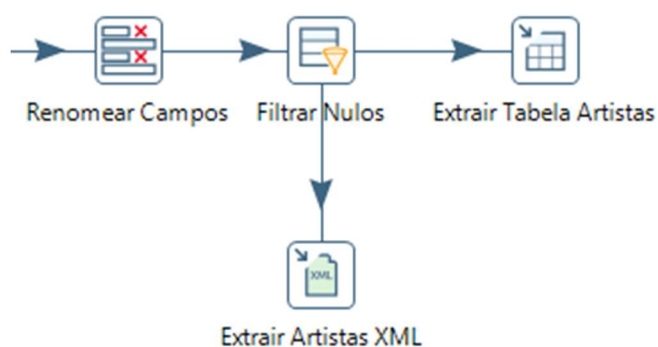 Renomear Campos
Filtrar Nulos
Extrair Tabela Artistas
XML
Extrair Artistas XML